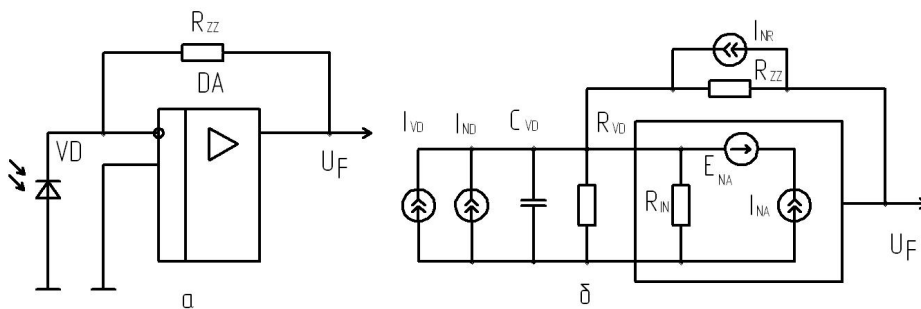 R_ZZ
DA
VD
U_F
а
I_VD
I_ND
C_VD
R_VD
I_NR
R_ZZ
R_IN
E_NA
I_NA
U_F
б